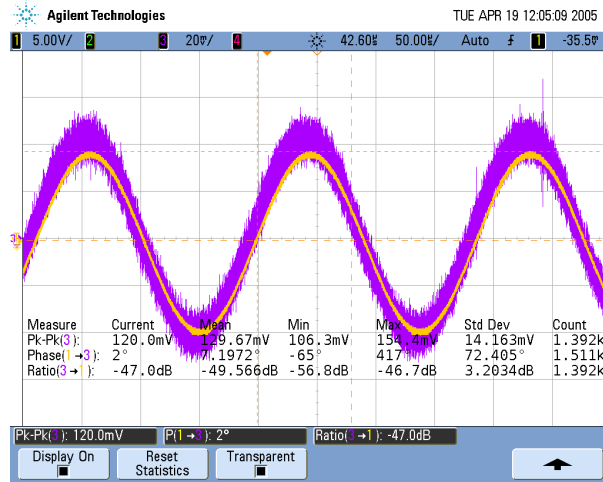 Agilent Technologies TUE APR 19 12:05:09 2005
1 5.00V/ 2 3 20m/ 4 42.60s 50.00s/ Auto 1 -35.5
3
Measure Current Mean Min Max Std Dev Count
Pk-Pk(3): 120.0mV 129.67mV 106.3mV 154.4mV 14.163mV 1.392k
Phase(1→3): 2° 7.1972° -65° 417° 72.405° 1.511k
Ratio(3→1): -47.0dB -49.566dB -56.8dB -46.7dB 3.2034dB 1.392k
Pk-Pk(3): 120.0mV P(1→3): 2° Ratio(3→1): -47.0dB
Display On Reset Statistics Transparent